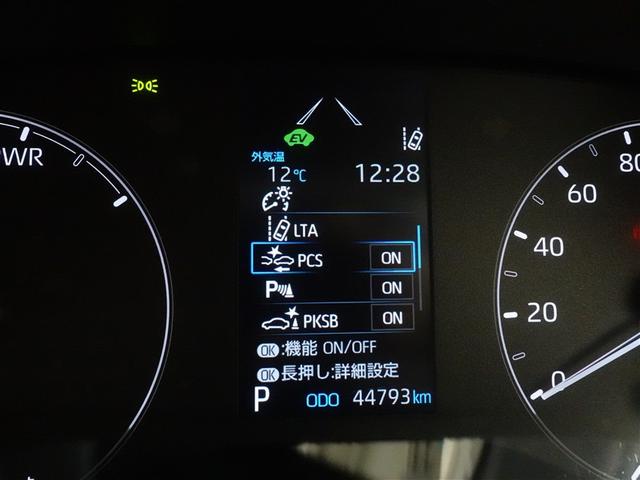 EV
外気温
12℃ 12:28
LTA
PCS ON
P ON
PKSB ON
OK:機能 ON/OFF
OK長押し:詳細設定
P ODO 44793km
PWR
80
60
40
20
0